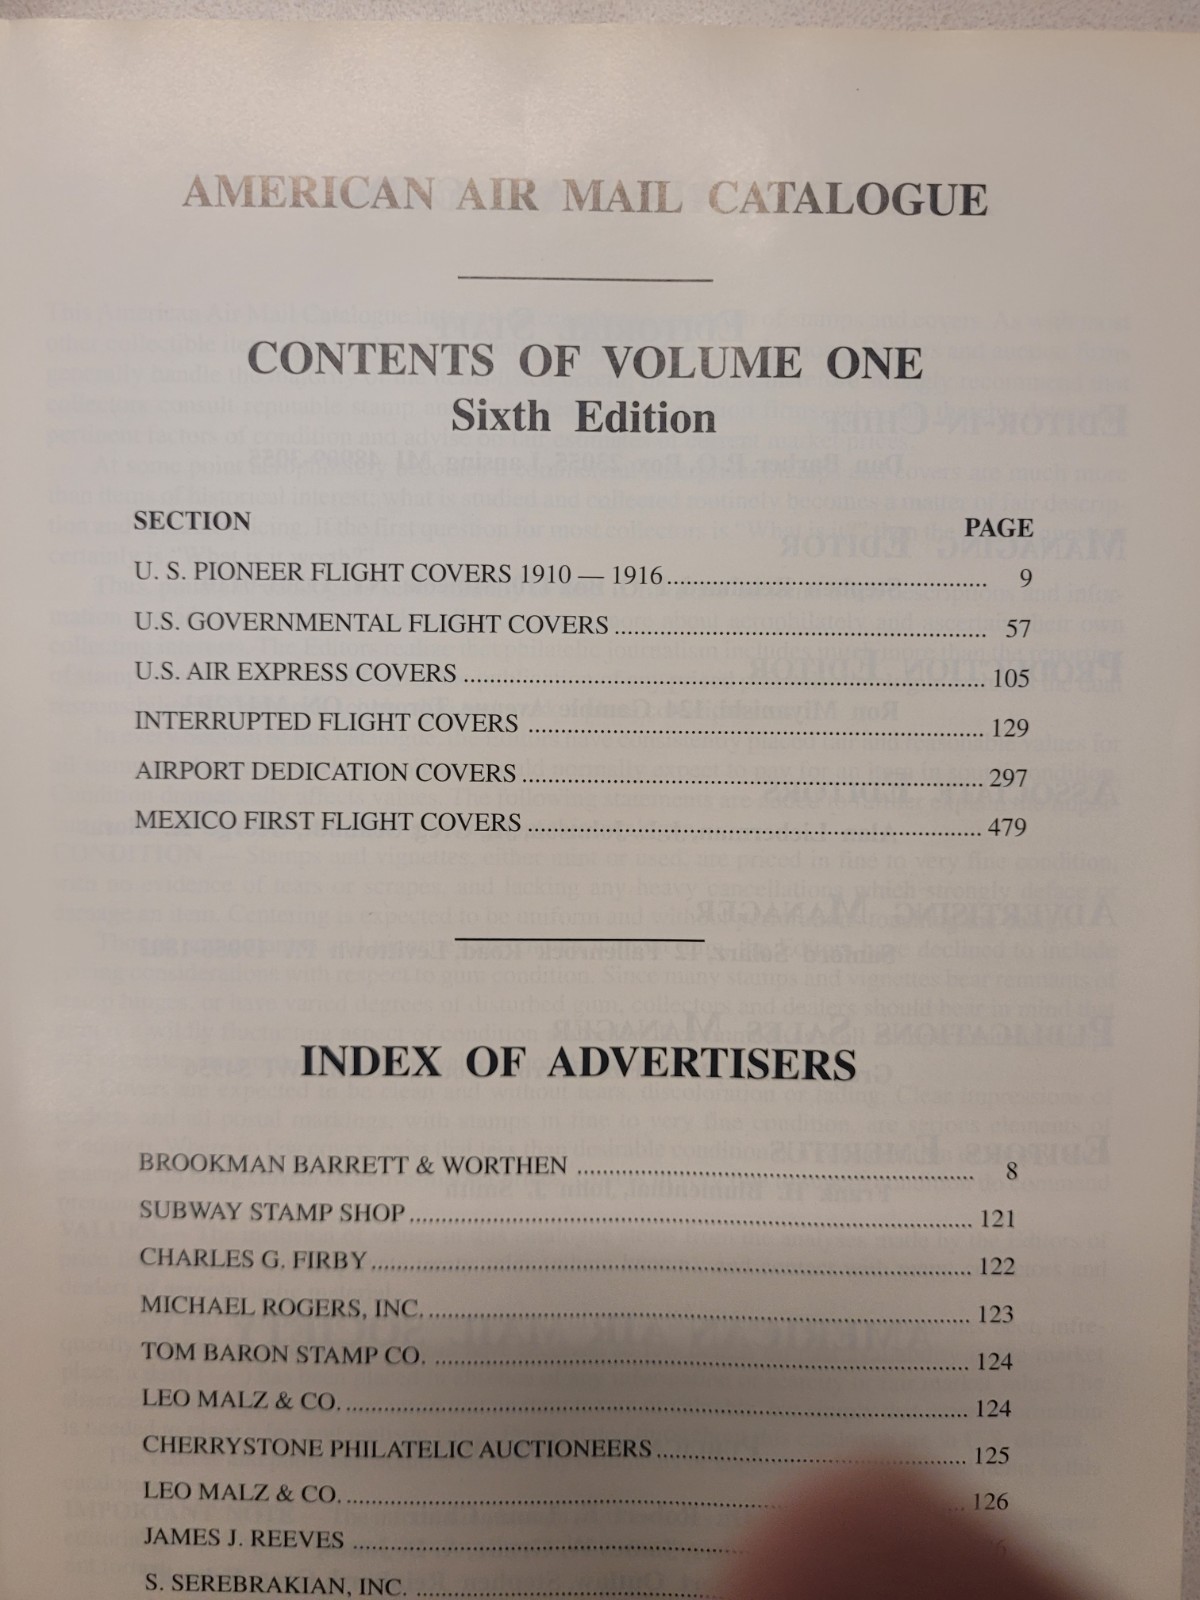 AMERICAN AIR MAIL CATALOGUE
CONTENTS OF VOLUME ONE
Sixth Edition
SECTION PAGE
U. S. PIONEER FLIGHT COVERS 1910 — 1916 9
U.S. GOVERNMENTAL FLIGHT COVERS 57
U.S. AIR EXPRESS COVERS 105
INTERRUPTED FLIGHT COVERS 129
AIRPORT DEDICATION COVERS 297
MEXICO FIRST FLIGHT COVERS 479
INDEX OF ADVERTISERS
BROOKMAN BARRETT & WORTHEN 8
SUBWAY STAMP SHOP 121
CHARLES G. FIRBY 122
MICHAEL ROGERS, INC. 123
TOM BARON STAMP CO. 124
LEO MALZ & CO. 124
CHERRYSTONE PHILATELIC AUCTIONEERS 125
LEO MALZ & CO. 126
JAMES J. REEVES
S. SEREBRAKIAN, INC.